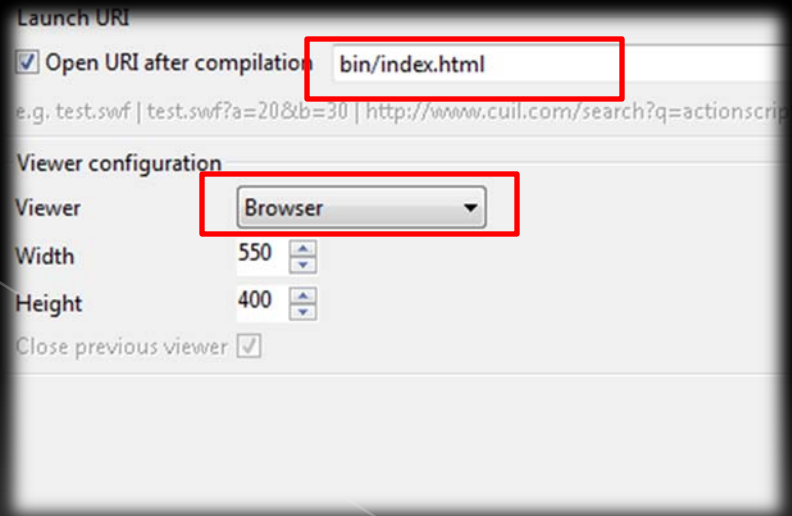 Launch URI
Open URI after compilation bin/index.html
e.g. test.swf | test.swf?a=20&b=30 | http://www.cuil.com/search?q=actionscrip
Viewer configuration
Viewer Browser
Width 550
Height 400
Close previous viewer